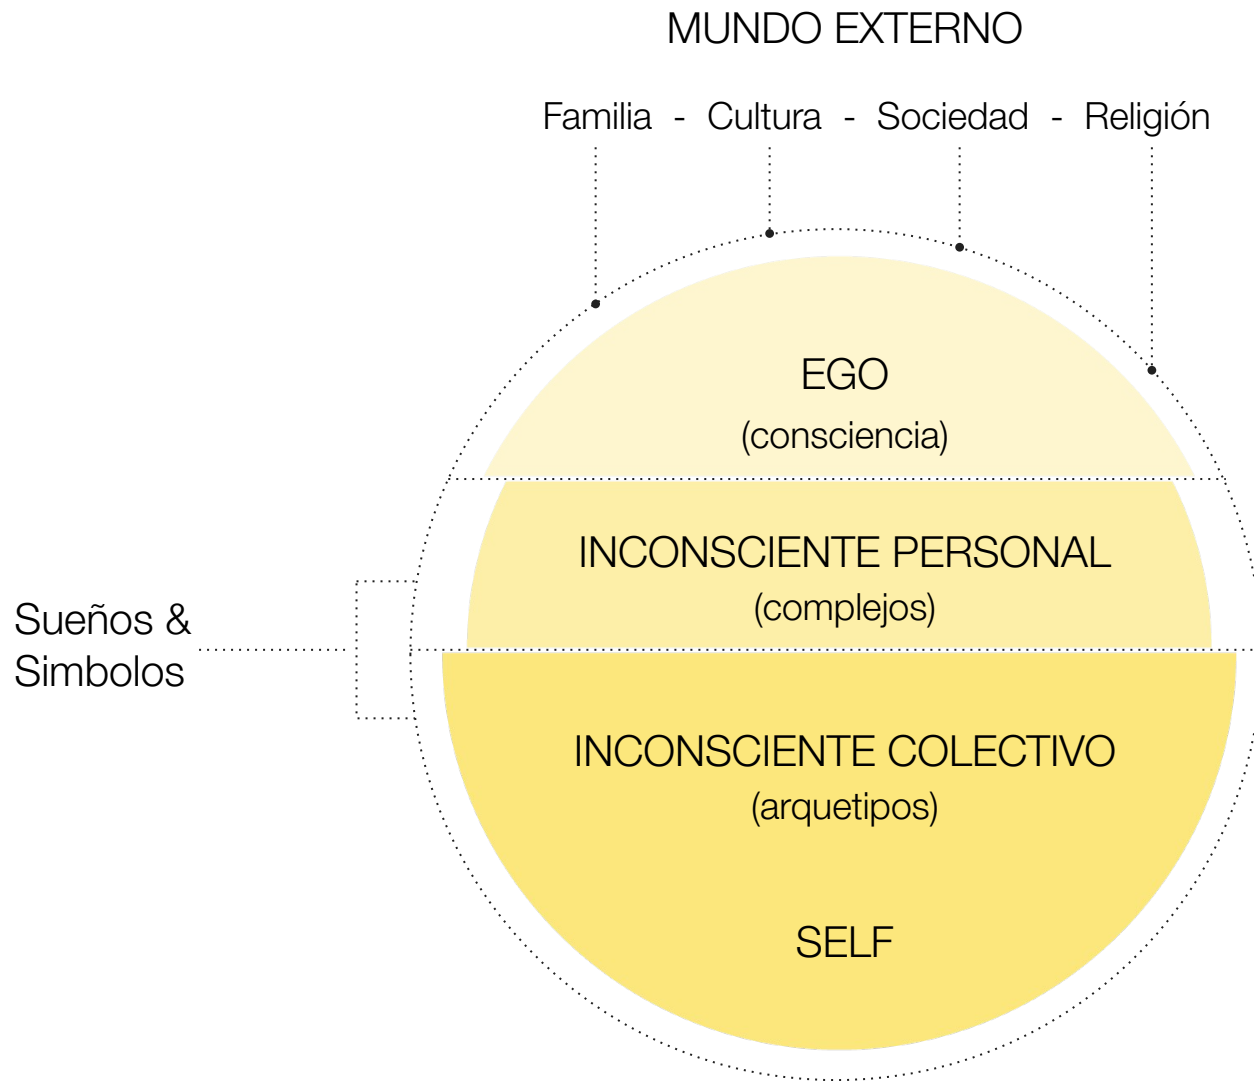 MUNDO EXTERNO
Familia - Cultura - Sociedad - Religión
EGO
(consciencia)
INCONSCIENTE PERSONAL
(complejos)
Sueños &
Simbolos
INCONSCIENTE COLECTIVO
(arquetipos)
SELF